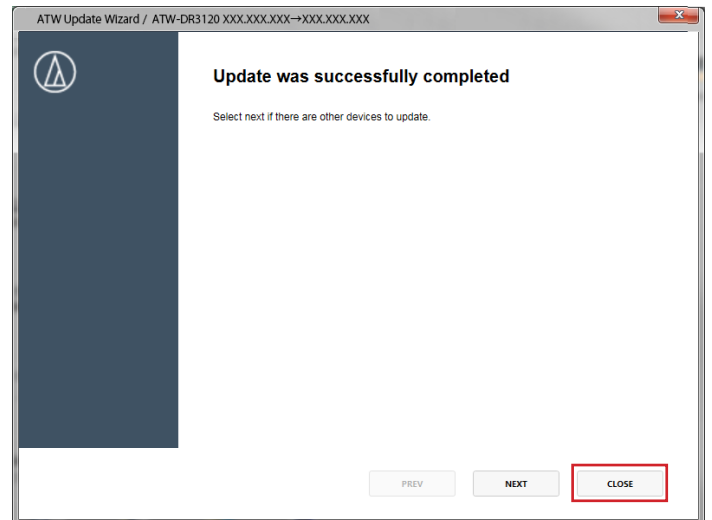 ATW Update Wizard / ATW-DR3120 XXX.XXX.XXX→XXX.XXX.XXX
X
Update was successfully completed
Select next if there are other devices to update.
PREV NEXT CLOSE